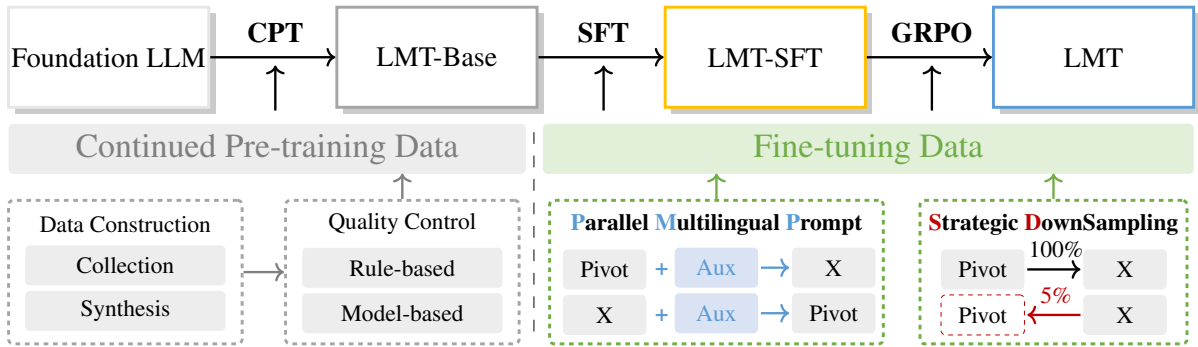 Foundation LLM
CPT
LMT-Base
SFT
LMT-SFT
GRPO
LMT
Continued Pre-training Data
Fine-tuning Data
Data Construction
Collection
Synthesis
Quality Control
Rule-based
Model-based
Parallel Multilingual Prompt
Pivot + Aux X
X + Aux Pivot
Strategic DownSampling
Pivot 100% X
Pivot 5% X